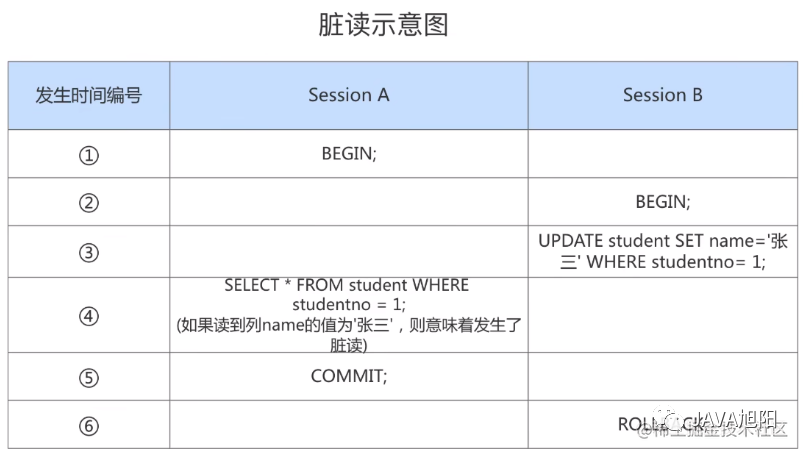 脏读示意图
发生时间编号 Session A Session B
① BEGIN;
② BEGIN;
③ UPDATE student SET name='张
三' WHERE studentno= 1;
SELECT * FROM student WHERE
studentno = 1;
④ (如果读到列name的值为'张三'，则意味着发生了
脏读)
⑤ COMMIT;
⑥ ROLLBACK
JAVA旭阳
@稀土掘金技术社区